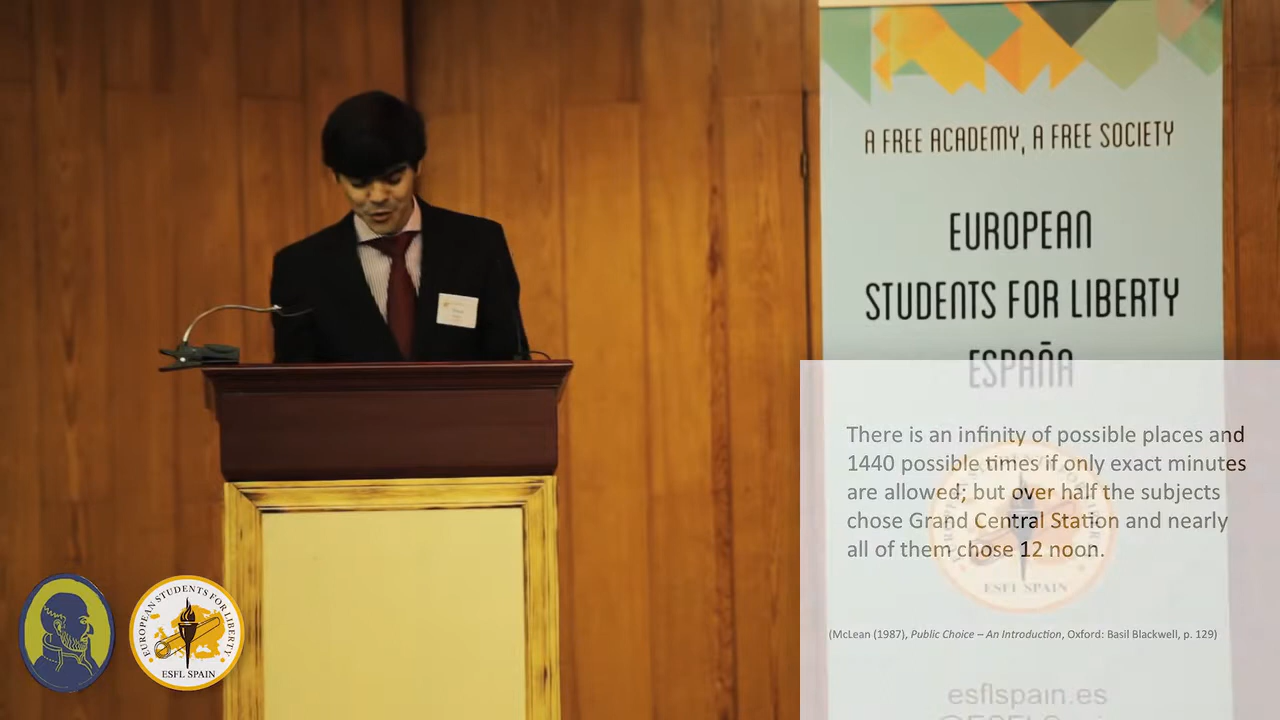 A FREE ACADEMY, A FREE SOCIETY
EUROPEAN
STUDENTS FOR LIBERTY
ESPAÑA
There is an infinity of possible places and
1440 possible times if only exact minutes
are allowed; but over half the subjects
chose Grand Central Station and nearly
all of them chose 12 noon.
ESFL SPAIN
(McLean (1987), Public Choice – An Introduction, Oxford: Basil Blackwell, p. 129)
esflspain.es
EUROPEAN STUDENTS FOR LIBERTY
ESFL SPAIN